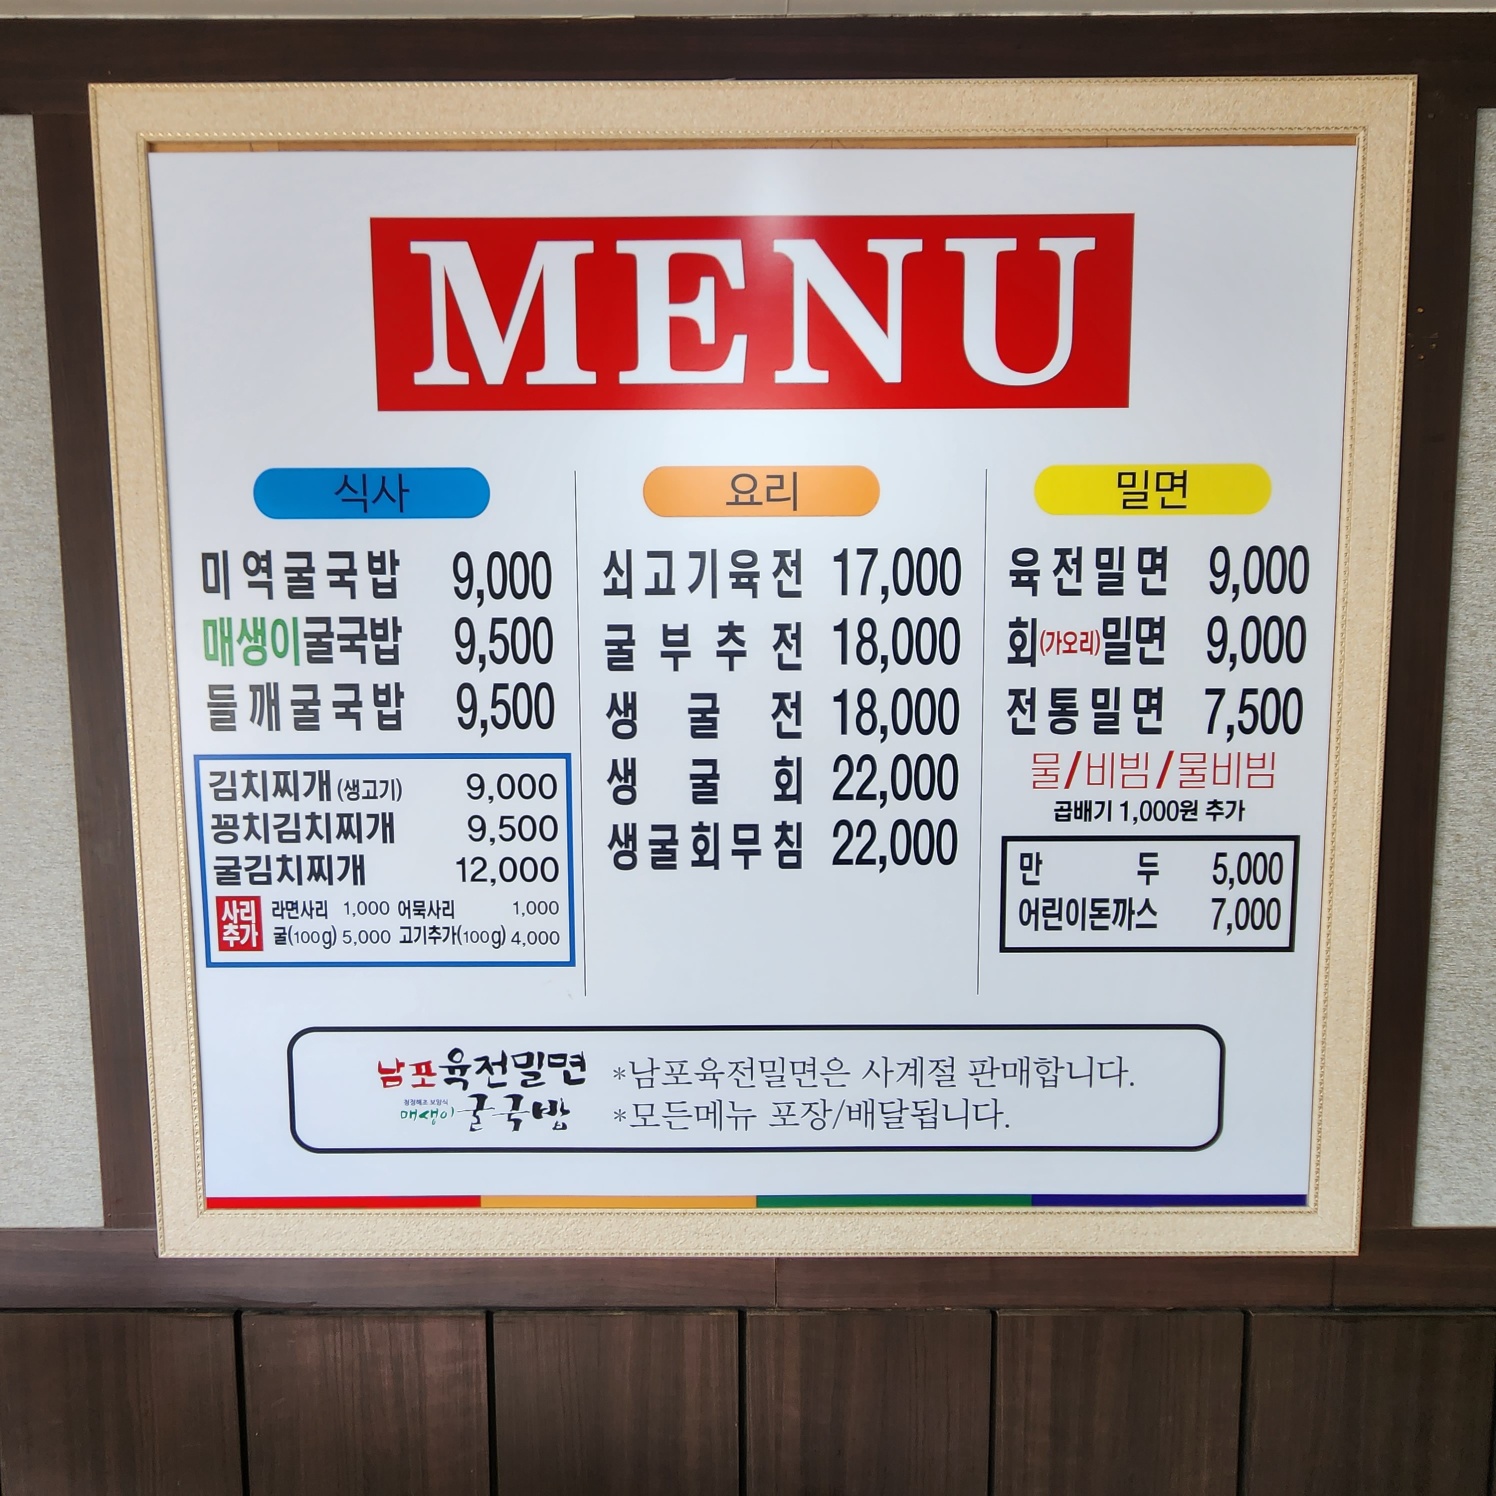 MENU
식사
미역굴국밥 9,000
매생이굴국밥 9,500
들깨굴국밥 9,500
김치찌개(생고기) 9,000
꽁치김치찌개 9,500
굴김치찌개 12,000
사리
추가
라면사리 1,000 어묵사리 1,000
굴(100g) 5,000 고기추가(100g) 4,000
요리
쇠고기육전 17,000
굴부추전 18,000
생굴전 18,000
생굴회 22,000
생굴회무침 22,000
밀면
육전밀면 9,000
회(가오리)밀면 9,000
전통밀면 7,500
물/비빔/물비빔
곱배기 1,000원 추가
만두 5,000
어린이돈까스 7,000
남포육전밀면
청정해조 보양식
매생이굴국밥
*남포육전밀면은 사계절 판매합니다.
*모든메뉴 포장/배달됩니다.